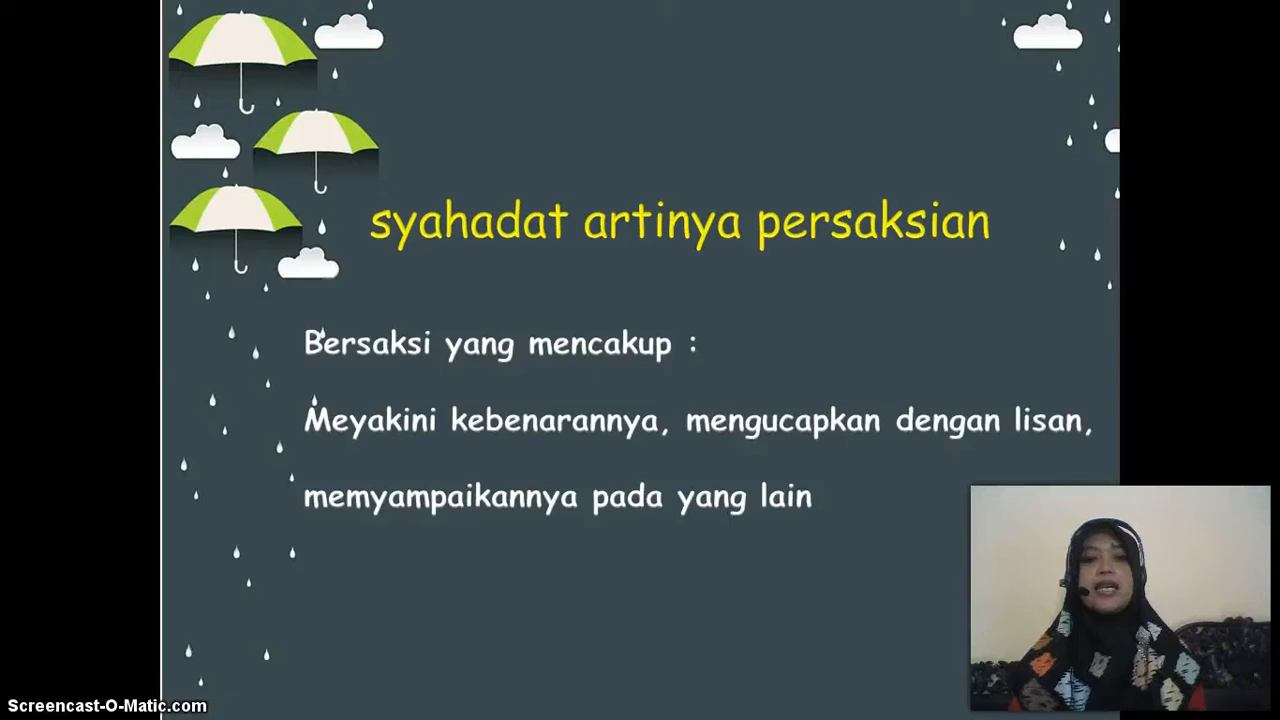 syahadat artinya persaksian
Bersaksi yang mencakup :
Meyakini kebenarannya, mengucapkan dengan lisan,
memyampaikannya pada yang lain
Screencast-O-Matic.com